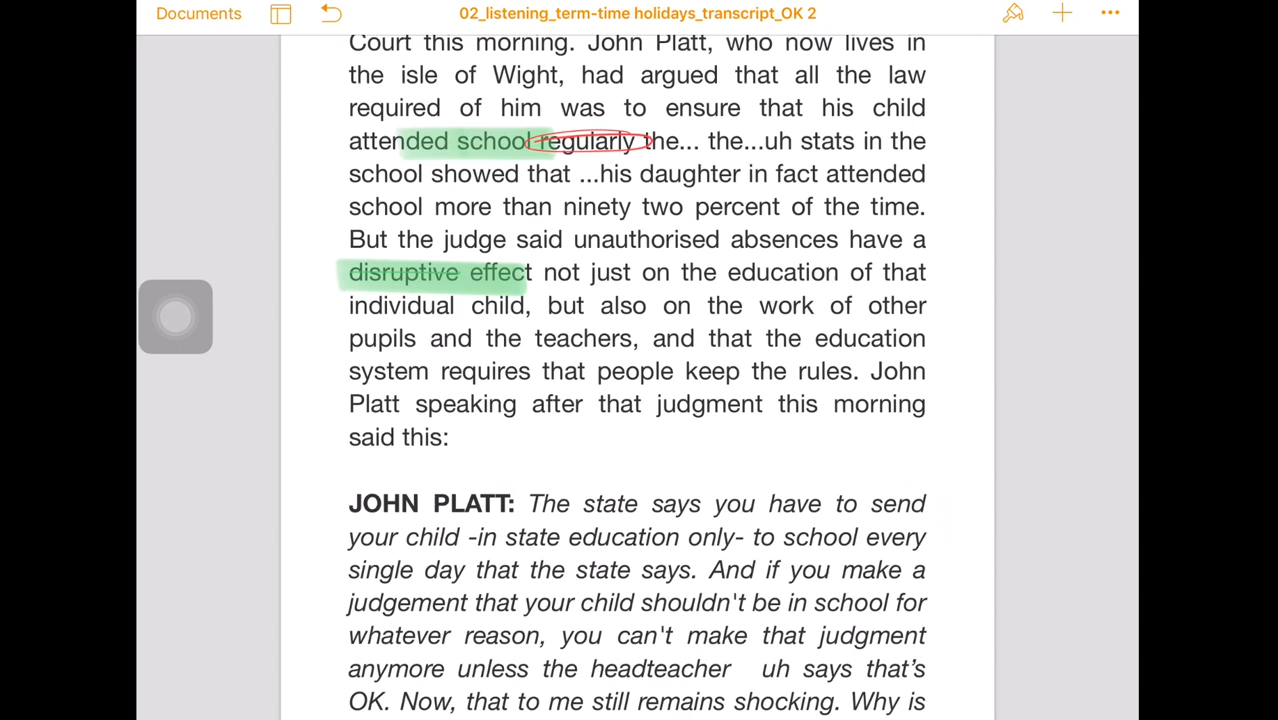 Documents
02_listening_term-time holidays_transcript_OK 2
Court this morning. John Platt, who now lives in
the isle of Wight, had argued that all the law
required of him was to ensure that his child
attended school regularly the... the...uh stats in the
school showed that ...his daughter in fact attended
school more than ninety two percent of the time.
But the judge said unauthorised absences have a
disruptive effect not just on the education of that
individual child, but also on the work of other
pupils and the teachers, and that the education
system requires that people keep the rules. John
Platt speaking after that judgment this morning
said this:
JOHN PLATT: The state says you have to send
your child -in state education only- to school every
single day that the state says. And if you make a
judgement that your child shouldn't be in school for
whatever reason, you can't make that judgment
anymore unless the headteacher uh says that’s
OK. Now, that to me still remains shocking. Why is